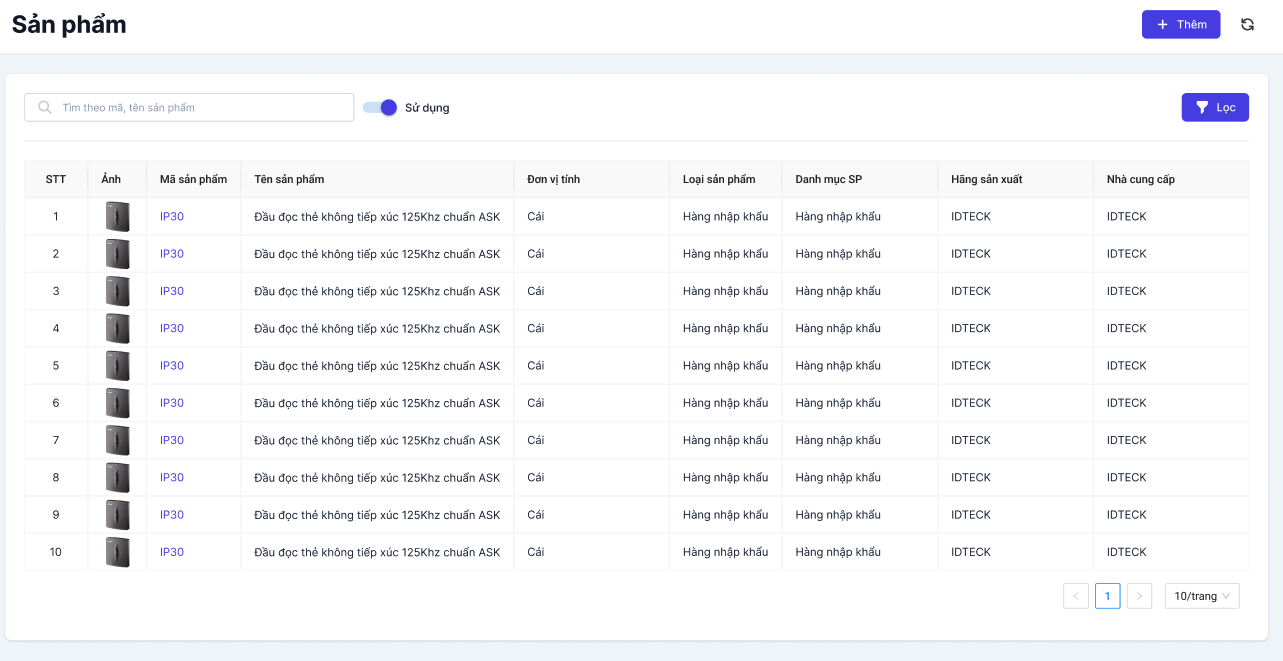 Sản phẩm
Thêm
Tìm theo mã, tên sản phẩm
Sử dụng
Lọc
STT Ảnh Mã sản phẩm Tên sản phẩm Đơn vị tính Loại sản phẩm Danh mục SP Hãng sản xuất Nhà cung cấp
1 IP30 Đầu đọc thẻ không tiếp xúc 125Khz chuẩn ASK Cái Hàng nhập khẩu Hàng nhập khẩu IDTECK IDTECK
2 IP30 Đầu đọc thẻ không tiếp xúc 125Khz chuẩn ASK Cái Hàng nhập khẩu Hàng nhập khẩu IDTECK IDTECK
3 IP30 Đầu đọc thẻ không tiếp xúc 125Khz chuẩn ASK Cái Hàng nhập khẩu Hàng nhập khẩu IDTECK IDTECK
4 IP30 Đầu đọc thẻ không tiếp xúc 125Khz chuẩn ASK Cái Hàng nhập khẩu Hàng nhập khẩu IDTECK IDTECK
5 IP30 Đầu đọc thẻ không tiếp xúc 125Khz chuẩn ASK Cái Hàng nhập khẩu Hàng nhập khẩu IDTECK IDTECK
6 IP30 Đầu đọc thẻ không tiếp xúc 125Khz chuẩn ASK Cái Hàng nhập khẩu Hàng nhập khẩu IDTECK IDTECK
7 IP30 Đầu đọc thẻ không tiếp xúc 125Khz chuẩn ASK Cái Hàng nhập khẩu Hàng nhập khẩu IDTECK IDTECK
8 IP30 Đầu đọc thẻ không tiếp xúc 125Khz chuẩn ASK Cái Hàng nhập khẩu Hàng nhập khẩu IDTECK IDTECK
9 IP30 Đầu đọc thẻ không tiếp xúc 125Khz chuẩn ASK Cái Hàng nhập khẩu Hàng nhập khẩu IDTECK IDTECK
10 IP30 Đầu đọc thẻ không tiếp xúc 125Khz chuẩn ASK Cái Hàng nhập khẩu Hàng nhập khẩu IDTECK IDTECK
1 10/trang